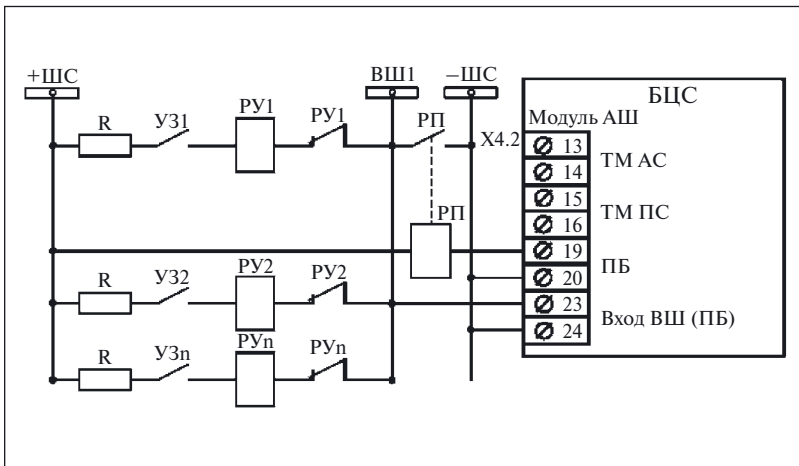 +ШС ВШ1 –ШС
БЦС
Модуль АШ
R УЗ1 РУ1 РУ1 РП X4.2
13
ТМ АС
14
15
ТМ ПС
16
РП
19
ПБ
20
R УЗ2 РУ2 РУ2
23
Вход ВШ (ПБ)
24
R УЗn РУn РУn